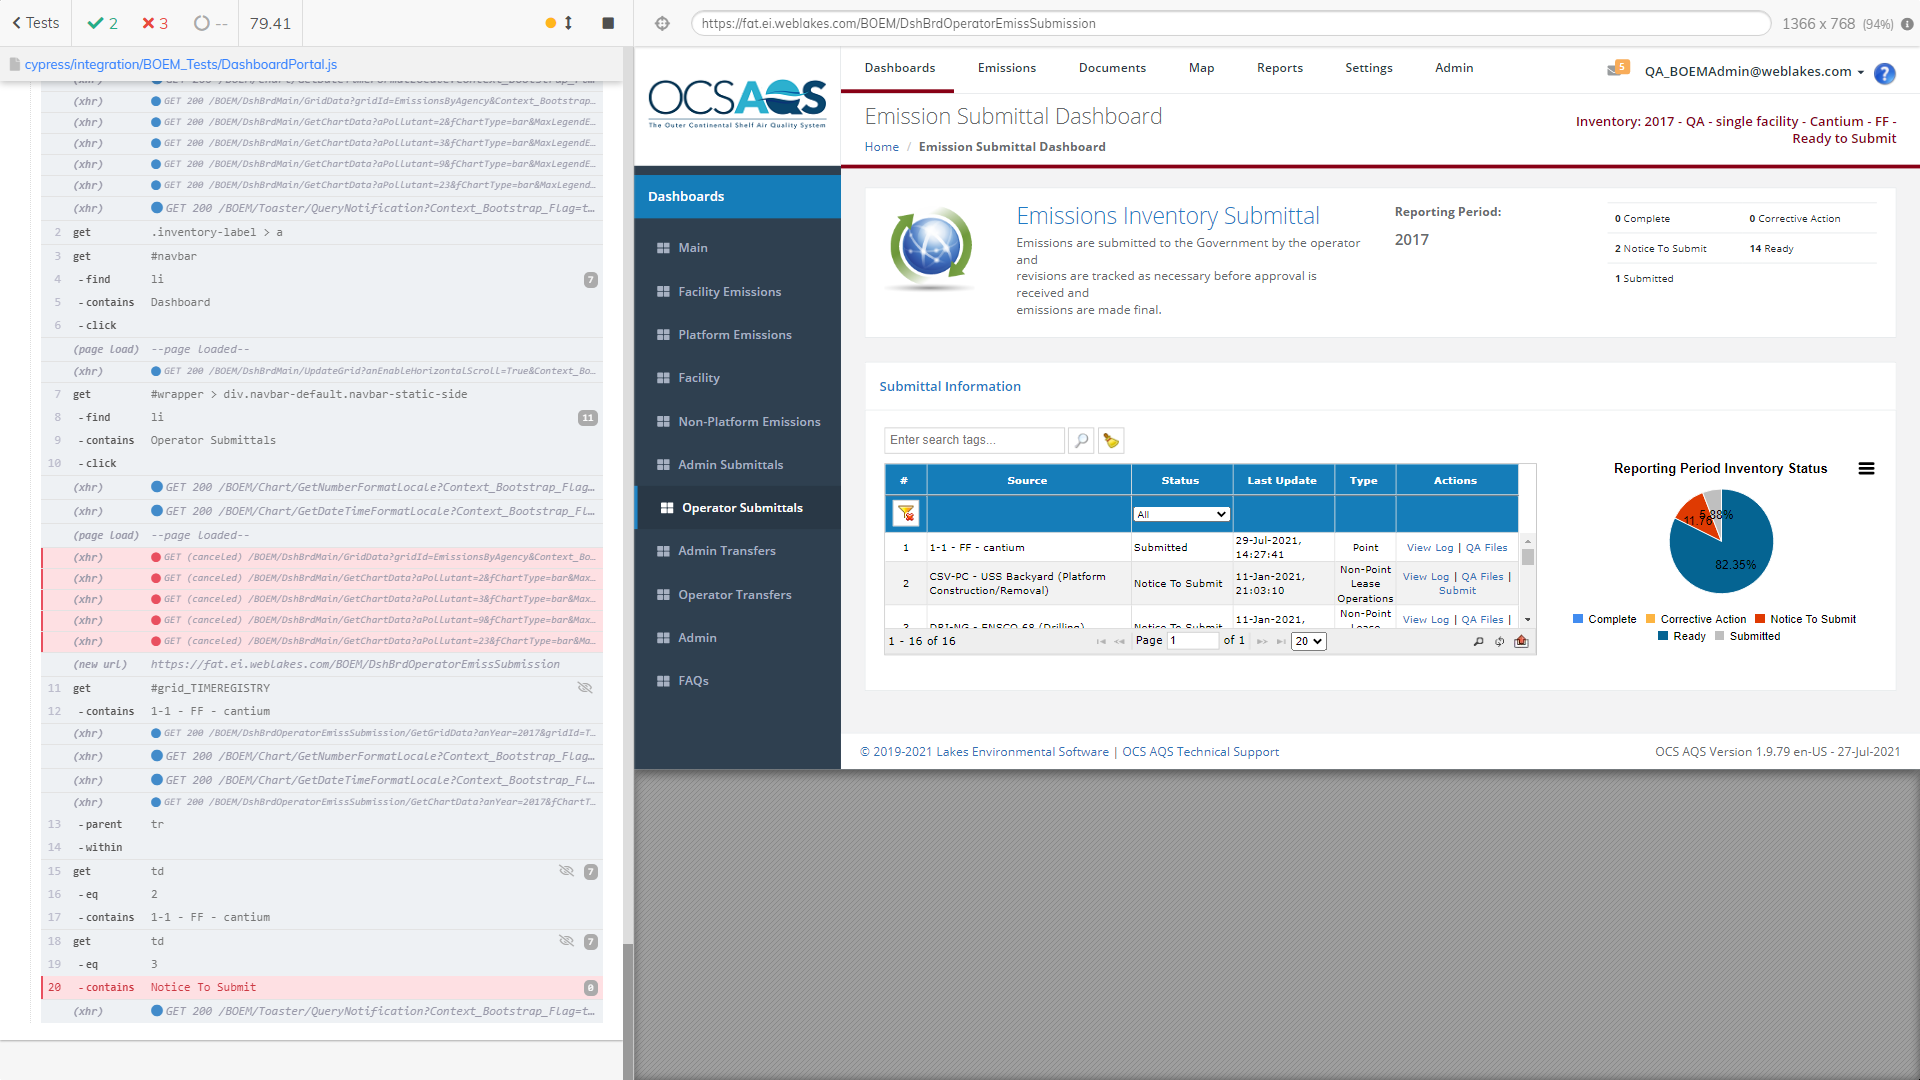 Tests
2
3
--
79.41
cypress/integration/BOEM_Tests/DashboardPortal.js
(xhr) GET 200 /BOEM/DshBrdMain/GridData?gridId=EmissionsByAgency&Context_Bootstrap...
(xhr) GET 200 /BOEM/DshBrdMain/GetChartData?aPollutant=2&fChartType=bar&MaxLegendE...
(xhr) GET 200 /BOEM/DshBrdMain/GetChartData?aPollutant=3&fChartType=bar&MaxLegendE...
(xhr) GET 200 /BOEM/DshBrdMain/GetChartData?aPollutant=9&fChartType=bar&MaxLegendE...
(xhr) GET 200 /BOEM/DshBrdMain/GetChartData?aPollutant=23&fChartType=bar&MaxLegend...
(xhr) GET 200 /BOEM/Toaster/QueryNotification?Context_Bootstrap_Flag=t...
2 get .inventory-label > a
3 get #navbar
4 -find li 7
5 -contains Dashboard
6 -click
(page load) --page loaded--
(xhr) GET 200 /BOEM/DshBrdMain/UpdateGrid?anEnableHorizontalScroll=True&Context_Bo...
7 get #wrapper > div.navbar-default.navbar-static-side
8 -find li 11
9 -contains Operator Submittals
10 -click
(xhr) GET 200 /BOEM/Chart/GetNumberFormatLocale?Context_Bootstrap_Flag...
(xhr) GET 200 /BOEM/Chart/GetDateTimeFormatLocale?Context_Bootstrap_Fl...
(page load) --page loaded--
(xhr) GET (canceled) /BOEM/DshBrdMain/GridData?gridId=EmissionsByAgency&Context_Bo...
(xhr) GET (canceled) /BOEM/DshBrdMain/GetChartData?aPollutant=2&fChartType=bar&Max...
(xhr) GET (canceled) /BOEM/DshBrdMain/GetChartData?aPollutant=3&fChartType=bar&Max...
(xhr) GET (canceled) /BOEM/DshBrdMain/GetChartData?aPollutant=9&fChartType=bar&Max...
(xhr) GET (canceled) /BOEM/DshBrdMain/GetChartData?aPollutant=23&fChartType=bar&Ma...
(new url) https://fat.ei.weblakes.com/BOEM/DshBrdOperatorEmissSubmission
11 get #grid_TIMEREGISTRY
12 -contains 1-1 - FF - cantium
(xhr) GET 200 /BOEM/DshBrdOperatorEmissSubmission/GetGridData?anYear=2017&gridId=T...
(xhr) GET 200 /BOEM/Chart/GetNumberFormatLocale?Context_Bootstrap_Flag...
(xhr) GET 200 /BOEM/Chart/GetDateTimeFormatLocale?Context_Bootstrap_Fl...
(xhr) GET 200 /BOEM/DshBrdOperatorEmissSubmission/GetChartData?anYear=2017&fChartT...
13 -parent tr
14 -within
15 get td 7
16 -eq 2
17 -contains 1-1 - FF - cantium
18 get td 7
19 -eq 3
20 -contains Notice To Submit 0
(xhr) GET 200 /BOEM/Toaster/QueryNotification?Context_Bootstrap_Flag=t...
https://fat.ei.weblakes.com/BOEM/DshBrdOperatorEmissSubmission
1366 x 768 (94%)
OCSAQS
The Outer Continental Shelf Air Quality System
Dashboards
Main
Facility Emissions
Platform Emissions
Facility
Non-Platform Emissions
Admin Submittals
Operator Submittals
Admin Transfers
Operator Transfers
Admin
FAQs
Dashboards Emissions Documents Map Reports Settings Admin
5 QA_BOEMAdmin@weblakes.com ?
Emission Submittal Dashboard
Home / Emission Submittal Dashboard
Inventory: 2017 - QA - single facility - Cantium - FF -
Ready to Submit
Emissions Inventory Submittal
Emissions are submitted to the Government by the operator
and
revisions are tracked as necessary before approval is
received and
emissions are made final.
Reporting Period:
2017
0 Complete 0 Corrective Action
2 Notice To Submit 14 Ready
1 Submitted
Submittal Information
Enter search tags...
# Source Status Last Update Type Actions
All
1 1-1 - FF - cantium Submitted 29-Jul-2021, 14:27:41 Point View Log | QA Files
2 CSV-PC - USS Backyard (Platform Construction/Removal) Notice To Submit 11-Jan-2021, 21:03:10 Non-Point Lease Operations View Log | QA Files | Submit
11-Jan-2021, Non-Point View Log | QA Files |
1 - 16 of 16 Page 1 of 1 20
Reporting Period Inventory Status
5.88%
11.76
82.35%
Complete Corrective Action Notice To Submit
Ready Submitted
© 2019-2021 Lakes Environmental Software | OCS AQS Technical Support
OCS AQS Version 1.9.79 en-US - 27-Jul-2021